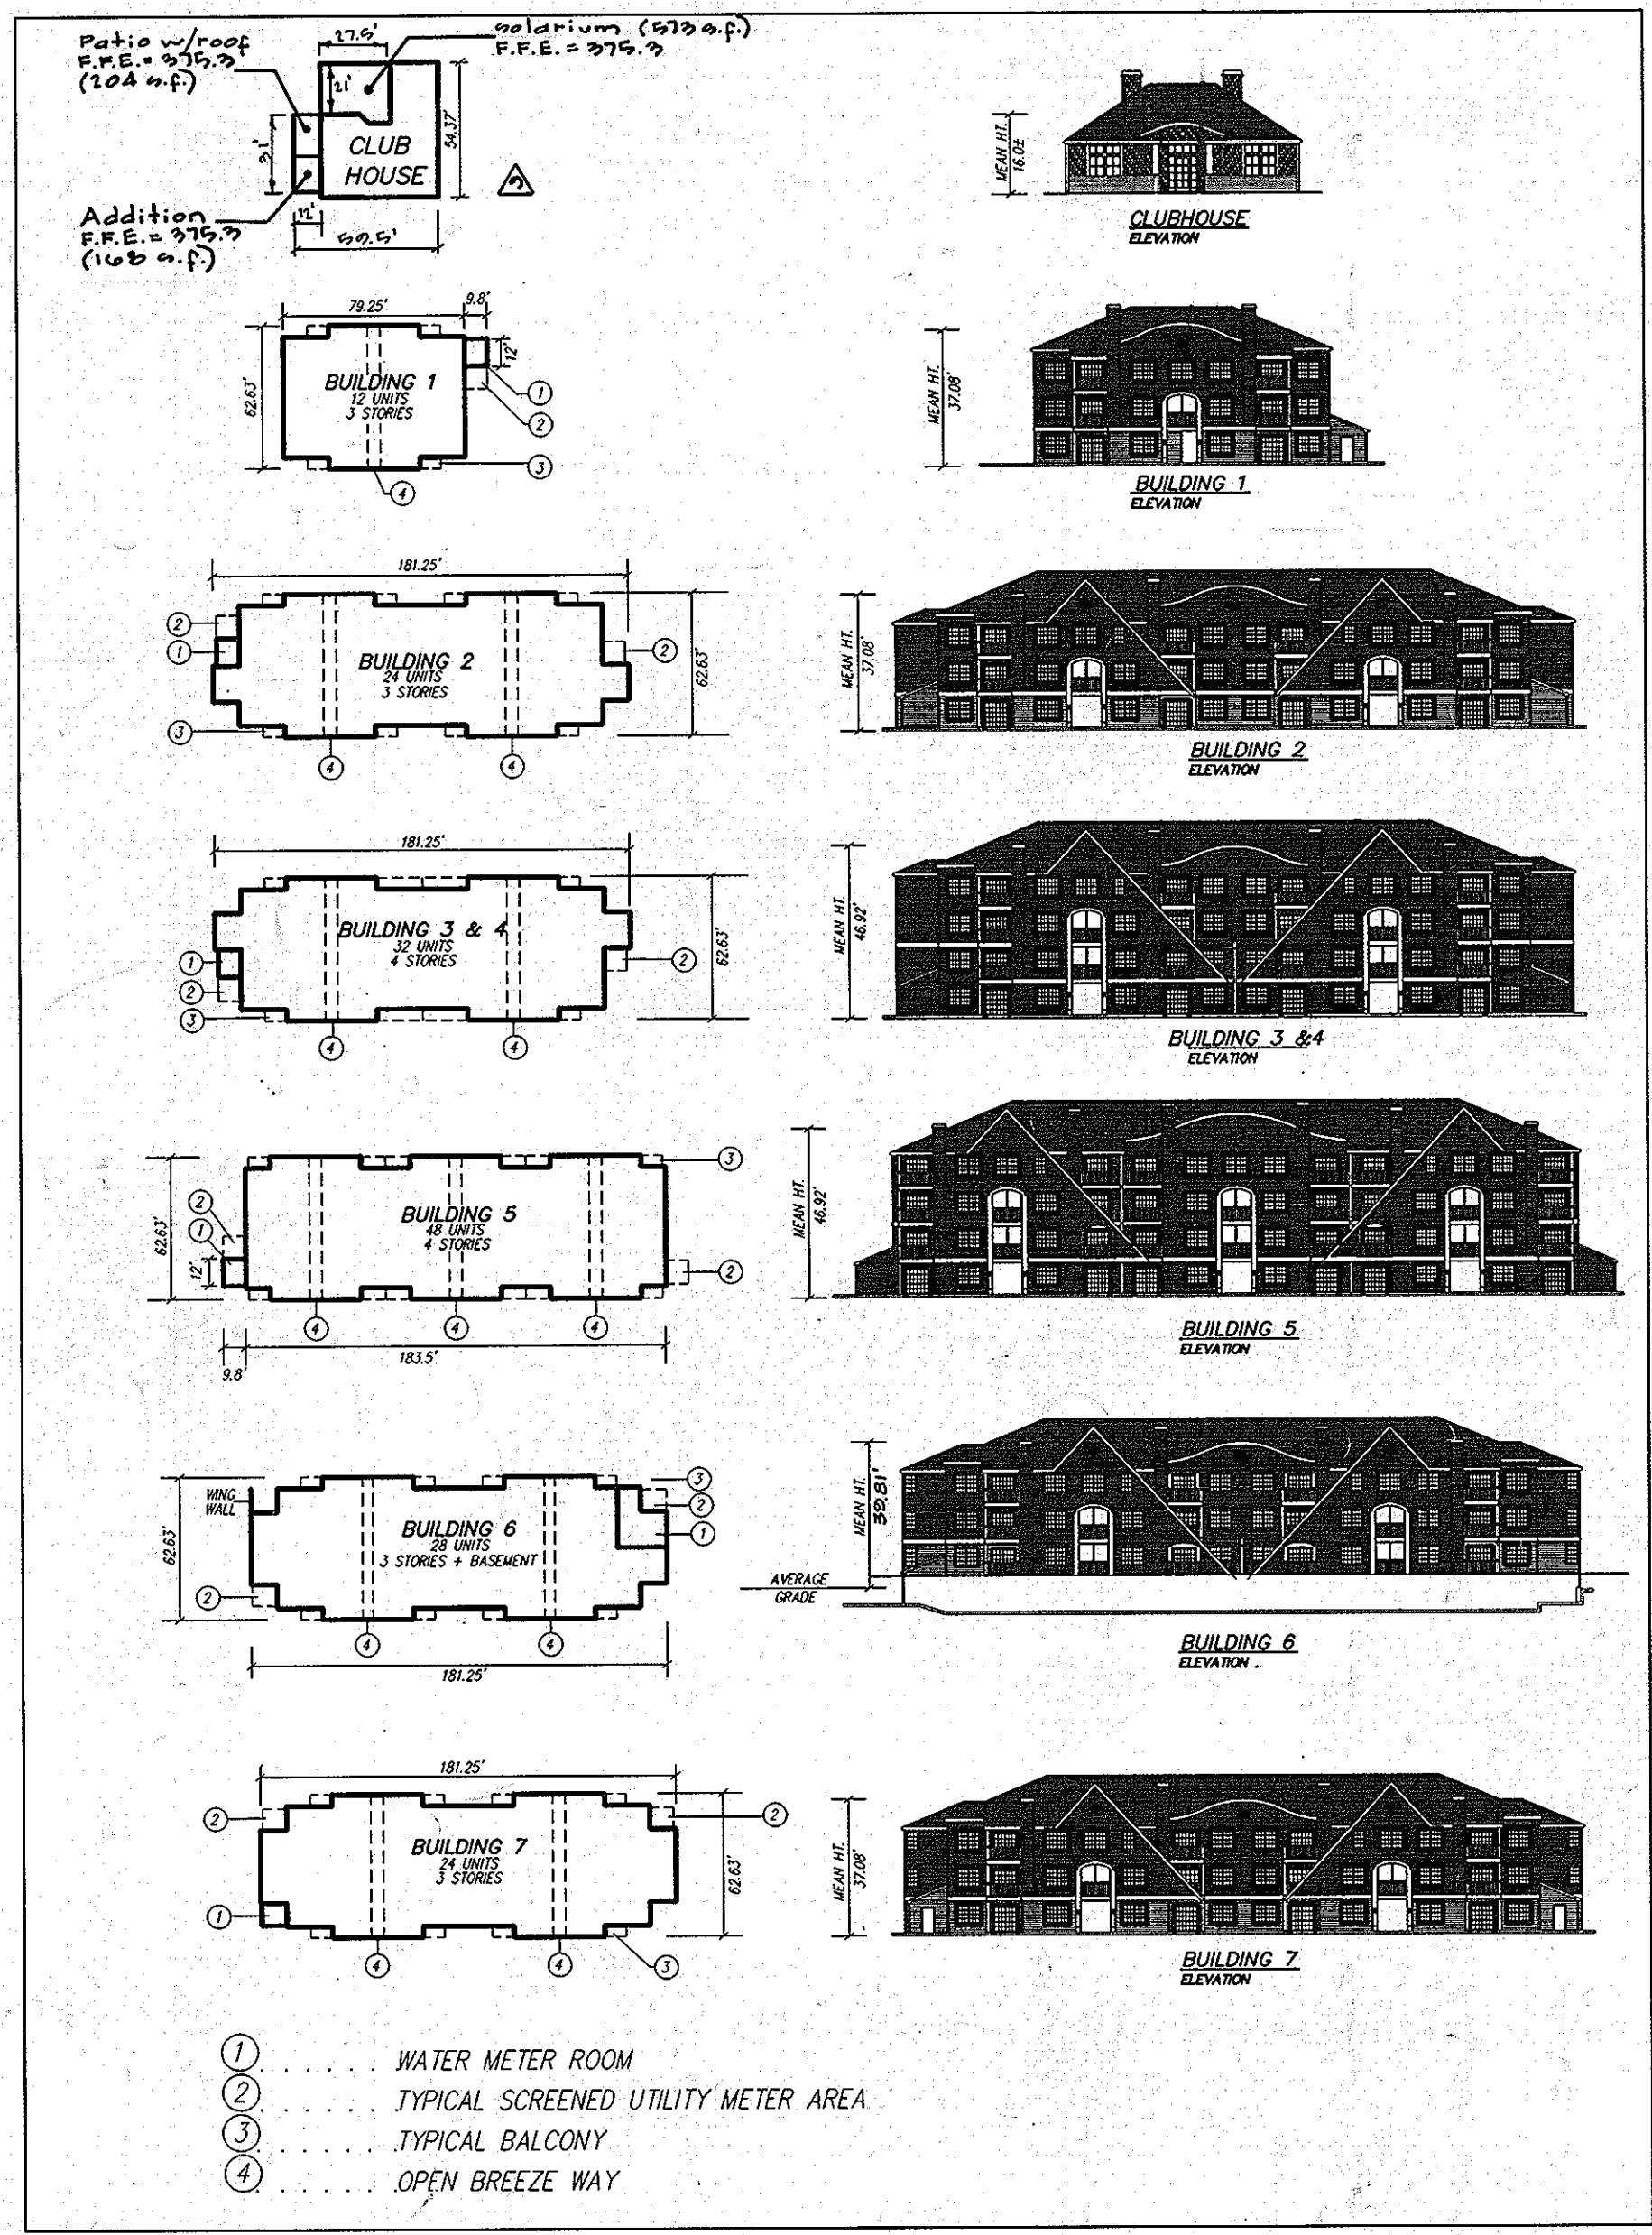 Patio w/roof
F.F.E. = 375.3
(204 s.f.)
27.5'
solarium (573 s.f.)
F.F.E. = 375.3
21'
31'
54.37'
CLUB
HOUSE
Addition
F.F.E. = 375.3
(168 s.f.)
12'
59.5'
MEAN HT.
16.0±
CLUBHOUSE
ELEVATION
79.25'
9.8'
12'
62.63'
BUILDING 1
12 UNITS
3 STORIES
1
2
3
4
MEAN HT.
37.08'
BUILDING 1
ELEVATION
181.25'
2
1
BUILDING 2
24 UNITS
3 STORIES
2
62.63'
3
4
4
MEAN HT.
37.08'
BUILDING 2
ELEVATION
181.25'
BUILDING 3 & 4
32 UNITS
4 STORIES
1
2
3
2
62.63'
4
4
MEAN HT.
46.92'
BUILDING 3 &4
ELEVATION
3
2
1
62.63'
12'
BUILDING 5
48 UNITS
4 STORIES
2
4
4
4
183.5'
9.8'
MEAN HT.
46.92'
BUILDING 5
ELEVATION
WING
WALL
62.63'
BUILDING 6
28 UNITS
3 STORIES + BASEMENT
3
2
1
2
4
4
181.25'
MEAN HT.
39.81'
AVERAGE
GRADE
BUILDING 6
ELEVATION
181.25'
2
2
BUILDING 7
24 UNITS
3 STORIES
62.63'
1
4
4
3
MEAN HT.
37.08'
BUILDING 7
ELEVATION
1 . . . . . . WATER METER ROOM
2 . . . . . . TYPICAL SCREENED UTILITY METER AREA
3 . . . . . . TYPICAL BALCONY
4 . . . . . . OPEN BREEZE WAY